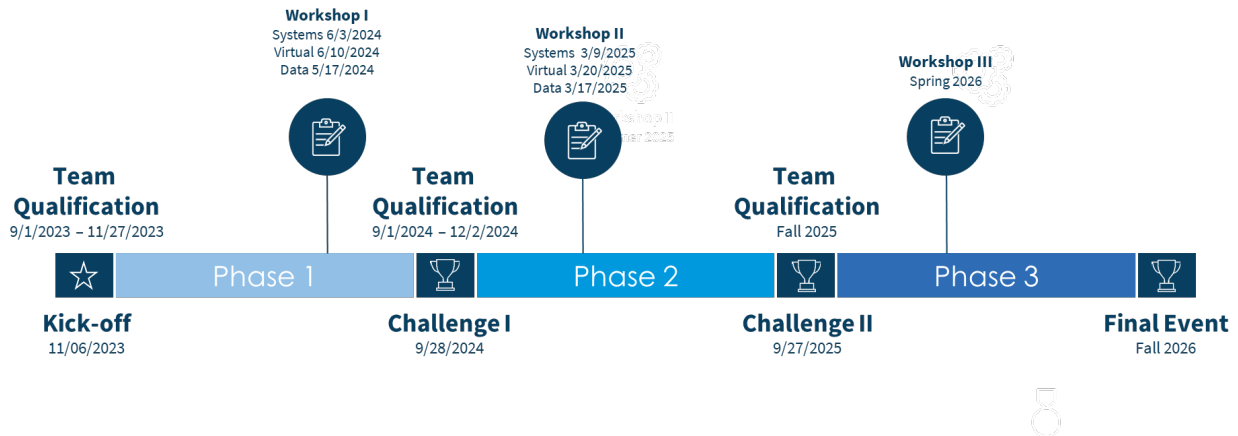 Workshop I
Systems 6/3/2024
Virtual 6/10/2024
Data 5/17/2024
Workshop II
Systems 3/9/2025
Virtual 3/20/2025
Data 3/17/2025
Workshop III
Spring 2026
Team
Qualification
9/1/2023 – 11/27/2023
Team
Qualification
9/1/2024 – 12/2/2024
Team
Qualification
Fall 2025
Phase 1
Phase 2
Phase 3
Kick-off
11/06/2023
Challenge I
9/28/2024
Challenge II
9/27/2025
Final Event
Fall 2026